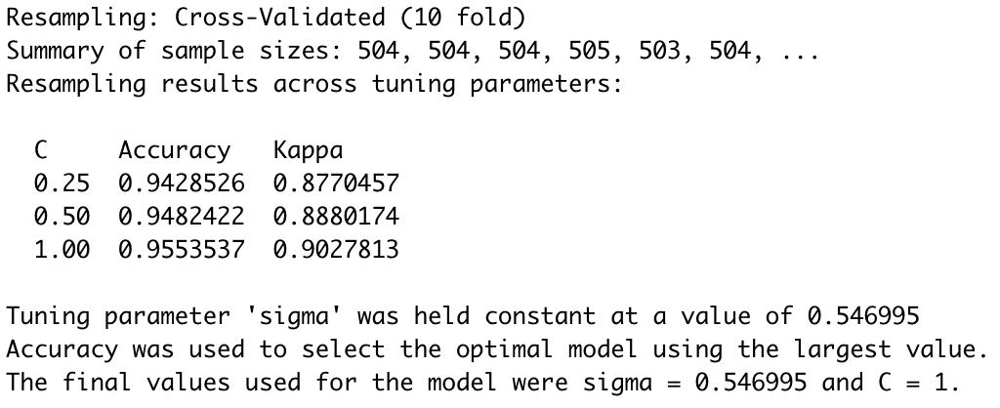 Resampling: Cross-Validated (10 fold)
Summary of sample sizes: 504, 504, 504, 505, 503, 504, ...
Resampling results across tuning parameters:
C Accuracy Kappa
0.25 0.9428526 0.8770457
0.50 0.9482422 0.8880174
1.00 0.9553537 0.9027813
Tuning parameter 'sigma' was held constant at a value of 0.546995
Accuracy was used to select the optimal model using the largest value.
The final values used for the model were sigma = 0.546995 and C = 1.